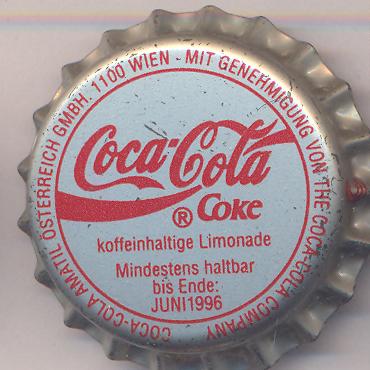 COCA-COLA AMATIL ÖSTERREICH GMBH. 1100 WIEN - MIT GENEHMIGUNG VON THE COCA-COLA COMPANY
Coca-Cola
® Coke
koffeinhaltige Limonade
Mindestens haltbar
bis Ende:
JUNI1996